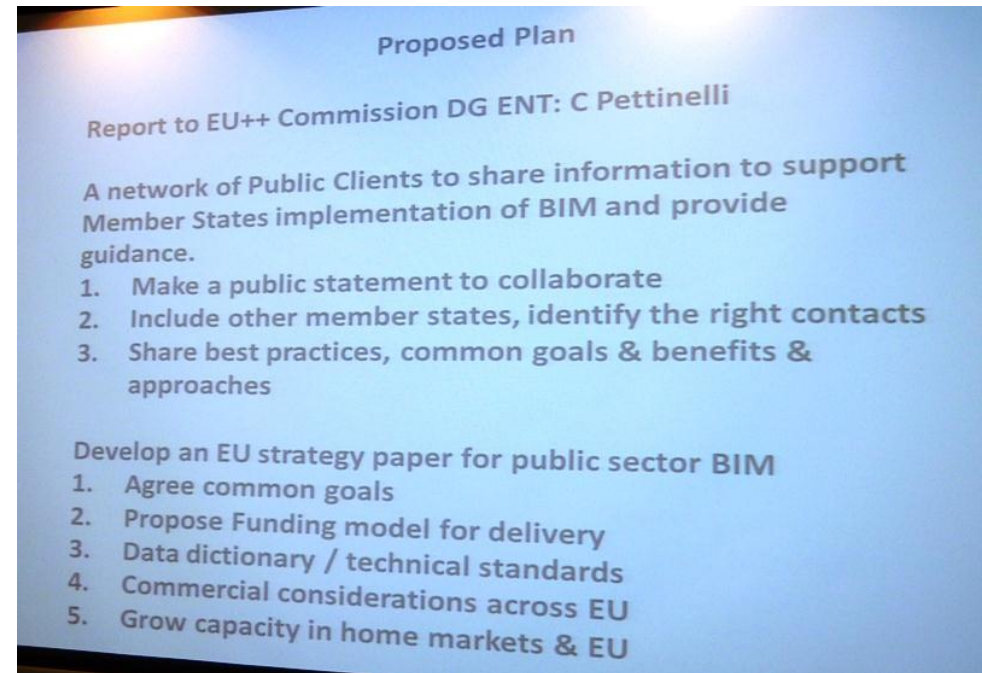 Proposed Plan
Report to EU++ Commission DG ENT: C Pettinelli
A network of Public Clients to share information to support
Member States implementation of BIM and provide
guidance.
1. Make a public statement to collaborate
2. Include other member states, identify the right contacts
3. Share best practices, common goals & benefits &
approaches
Develop an EU strategy paper for public sector BIM
1. Agree common goals
2. Propose Funding model for delivery
3. Data dictionary / technical standards
4. Commercial considerations across EU
5. Grow capacity in home markets & EU